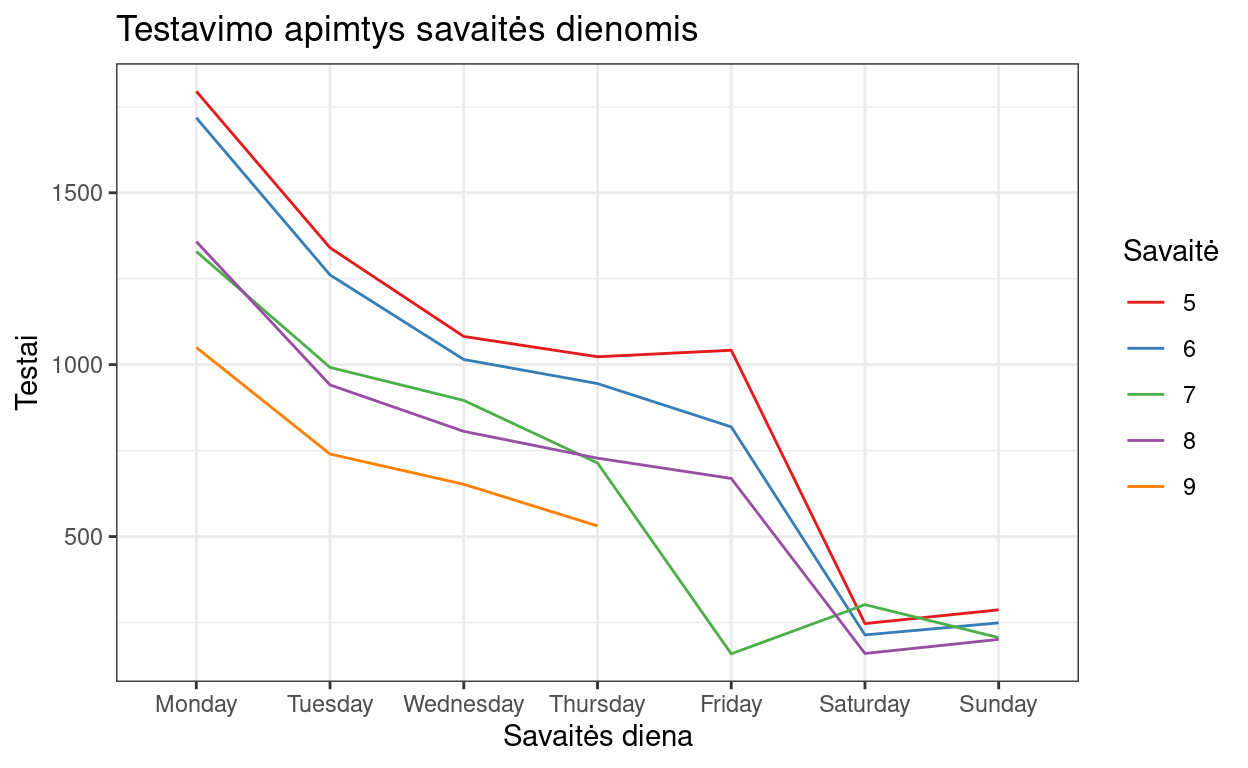 Testavimo apimtys savaitės dienomis
Testai
1500
1000
500
Monday
Tuesday
Wednesday
Thursday
Friday
Saturday
Sunday
Savaitės diena
Savaitė
5
6
7
8
9